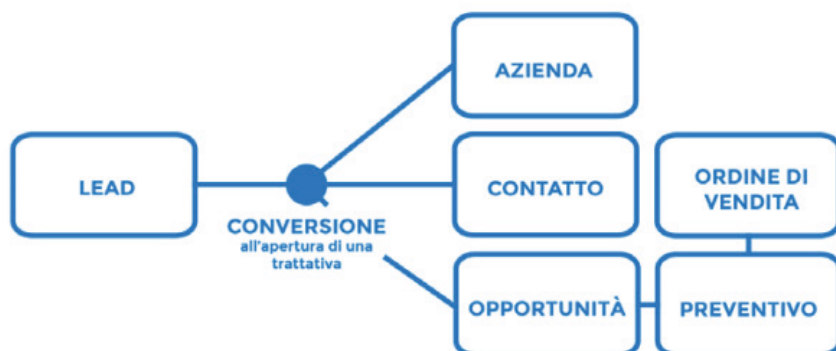 AZIENDA
LEAD
CONTATTO
ORDINE DI
VENDITA
CONVERSIONE
all'apertura di una
trattativa
OPPORTUNITÀ
PREVENTIVO